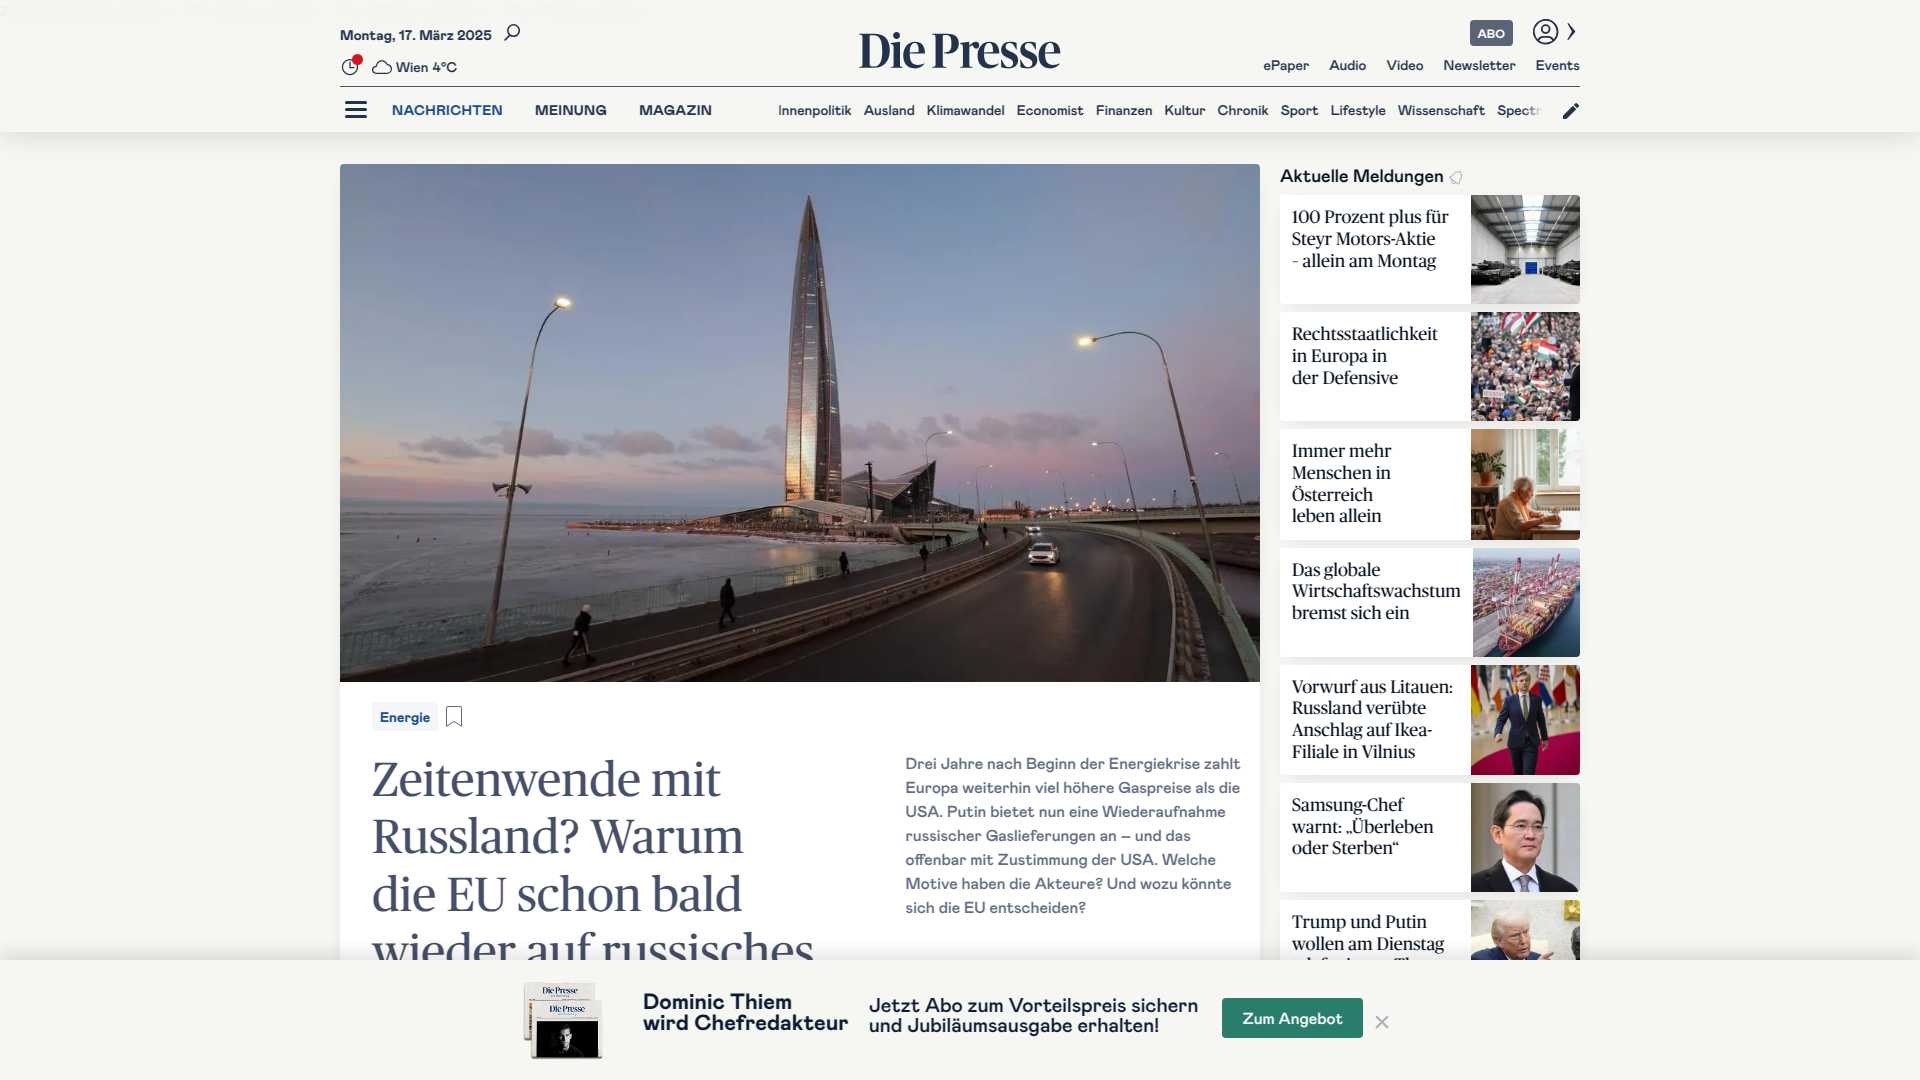 Montag, 17. März 2025
Wien 4°C
Die Presse
ABO
ePaper Audio Video Newsletter Events
NACHRICHTEN MEINUNG MAGAZIN
Innenpolitik Ausland Klimawandel Economist Finanzen Kultur Chronik Sport Lifestyle Wissenschaft Spectr
Energie
Zeitenwende mit
Russland? Warum
die EU schon bald
wieder auf russisches
Drei Jahre nach Beginn der Energiekrise zahlt
Europa weiterhin viel höhere Gaspreise als die
USA. Putin bietet nun eine Wiederaufnahme
russischer Gaslieferungen an – und das
offenbar mit Zustimmung der USA. Welche
Motive haben die Akteure? Und wozu könnte
sich die EU entscheiden?
Aktuelle Meldungen
100 Prozent plus für
Steyr Motors-Aktie
– allein am Montag
Rechtsstaatlichkeit
in Europa in
der Defensive
Immer mehr
Menschen in
Österreich
leben allein
Das globale
Wirtschaftswachstum
bremst sich ein
Vorwurf aus Litauen:
Russland verübte
Anschlag auf Ikea-
Filiale in Vilnius
Samsung-Chef
warnt: „Überleben
oder Sterben“
Trump und Putin
wollen am Dienstag
Die Presse
Die Presse
Dominic Thiem
wird Chefredakteur
Jetzt Abo zum Vorteilspreis sichern
und Jubiläumsausgabe erhalten!
Zum Angebot